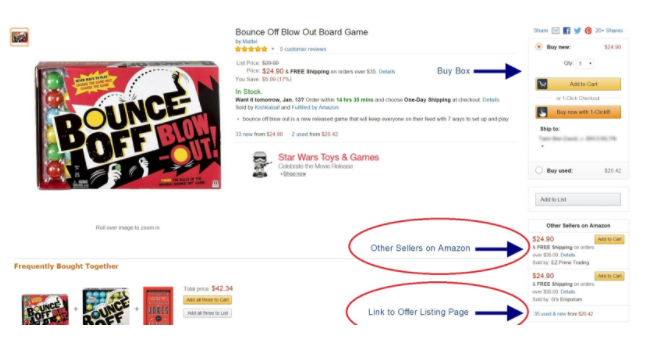 Bounce Off Blow Out Board Game
by Mattel
0 customer reviews
List Price: $29.99
Price: $24.90 & FREE Shipping on orders over $35. Details
You Save: $5.09 (17%)
In Stock.
Want it tomorrow, Jan. 12? Order within 14 hrs 38 mins and choose One-Day Shipping at checkout. Details
Sold by Kishkakaif and Fulfilled by Amazon.
bounce off blow out is a new released game that will keep everyone on their feed with 7 ways to set up and play
33 new from $24.90 2 used from $20.42
Star Wars Toys & Games
Celebrate the Movie Release
Shop now
BOUNCE-OFF
BLOW-OUT!
Roll over image to zoom in
Buy Box
Other Sellers on Amazon
Link to Offer Listing Page
Share 20+ Shares
Buy new: $24.90
Qty: 1
Add to Cart
or 1-Click Checkout
Buy now with 1-Click®
Ship to:
Buy used: $20.42
Add to List
Other Sellers on Amazon
$24.90 Add to Cart
& FREE Shipping on orders
over $35.00 Details
Sold by: EZ Prime Trading
$24.90 Add to Cart
& FREE Shipping on orders
over $35.00 Details
Sold by: Gi's Emporium
35 used & new from $20.42
Frequently Bought Together
BOUNCE-OFF
+
BOUNCE-OFF
+
JOKES
Total price: $42.34
Add all three to Cart
Add all three to List